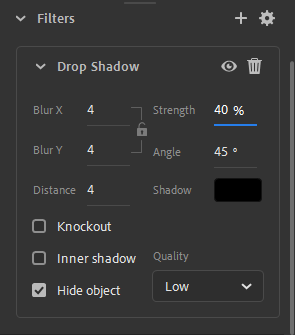 Filters
Drop Shadow
Blur X 4 Strength 40 %
Blur Y 4 Angle 45 °
Distance 4 Shadow
Knockout
Inner shadow Quality
Hide object Low